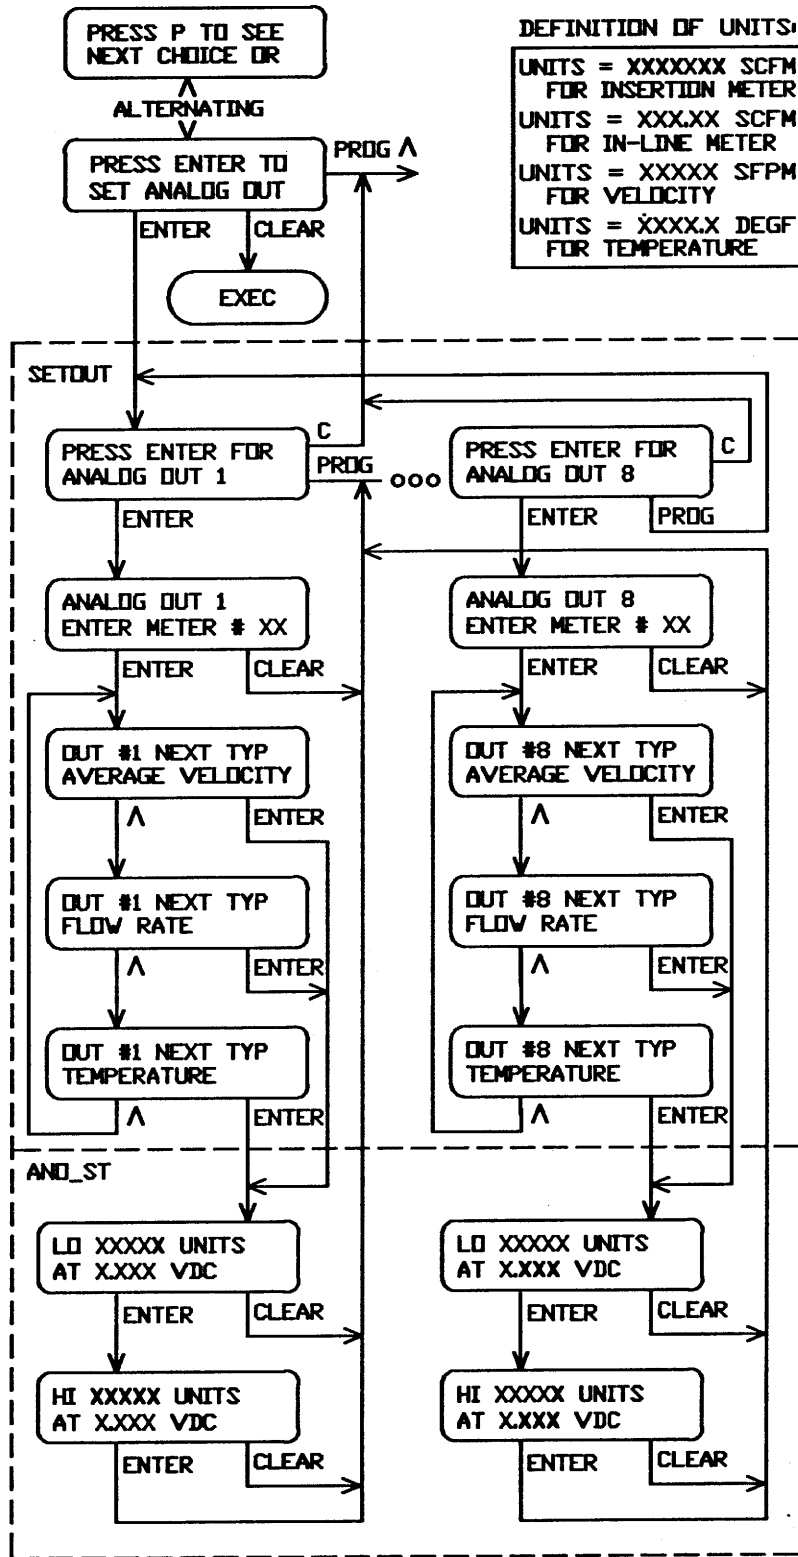 PRESS P TO SEE
NEXT CHOICE OR
ALTERNATING
PRESS ENTER TO
SET ANALOG OUT
PROG Λ
ENTER
CLEAR
EXEC
DEFINITION OF UNITS:
UNITS = XXXXXXX SCFM
FOR INSERTION METER
UNITS = XXX.XX SCFM
FOR IN-LINE METER
UNITS = XXXXX SFPM
FOR VELOCITY
UNITS = XXXX.X DEGF
FOR TEMPERATURE
SETOUT
PRESS ENTER FOR
ANALOG OUT 1
C
PROG
ENTER
ooo
PRESS ENTER FOR
ANALOG OUT 8
C
ENTER
PROG
ANALOG OUT 1
ENTER METER # XX
ENTER
CLEAR
ANALOG OUT 8
ENTER METER # XX
ENTER
CLEAR
OUT #1 NEXT TYP
AVERAGE VELOCITY
Λ
ENTER
OUT #8 NEXT TYP
AVERAGE VELOCITY
Λ
ENTER
OUT #1 NEXT TYP
FLOW RATE
Λ
ENTER
OUT #8 NEXT TYP
FLOW RATE
Λ
ENTER
OUT #1 NEXT TYP
TEMPERATURE
Λ
ENTER
OUT #8 NEXT TYP
TEMPERATURE
Λ
ENTER
ANO_ST
LO XXXXX UNITS
AT X.XXX VDC
ENTER
CLEAR
LO XXXXX UNITS
AT X.XXX VDC
ENTER
CLEAR
HI XXXXX UNITS
AT X.XXX VDC
ENTER
CLEAR
HI XXXXX UNITS
AT X.XXX VDC
ENTER
CLEAR